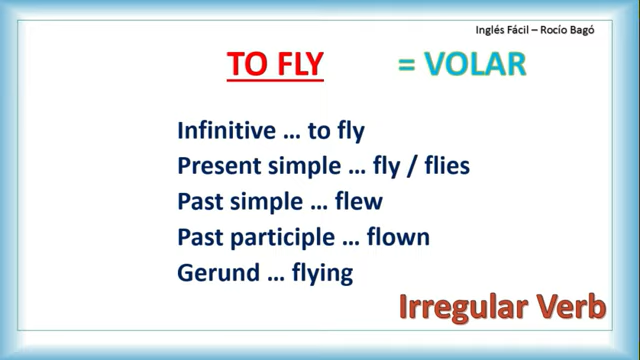 Inglés Fácil – Rocío Bagó
TO FLY = VOLAR
Infinitive … to fly
Present simple … fly / flies
Past simple … flew
Past participle … flown
Gerund … flying
Irregular Verb